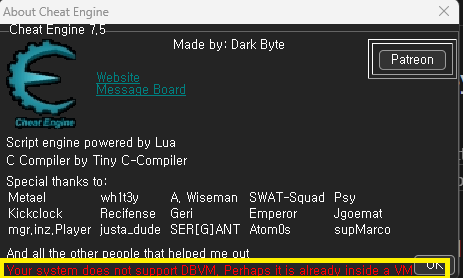 About Cheat Engine
Cheat Engine 7.5
Made by: Dark Byte
Patreon
Website
Message Board
Cheat Engine
Script engine powered by Lua
C Compiler by Tiny C-Compiler
Special thanks to:
Metael wh1t3y A. Wiseman SWAT-Squad Psy
Kickclock Recifense Geri Emperor Jgoemat
mgr.inz.Player justa_dude SER[G]ANT Atom0s supMarco
And all the other people that helped me out
Your system does not support DBVM. Perhaps it is already inside a VM
OK